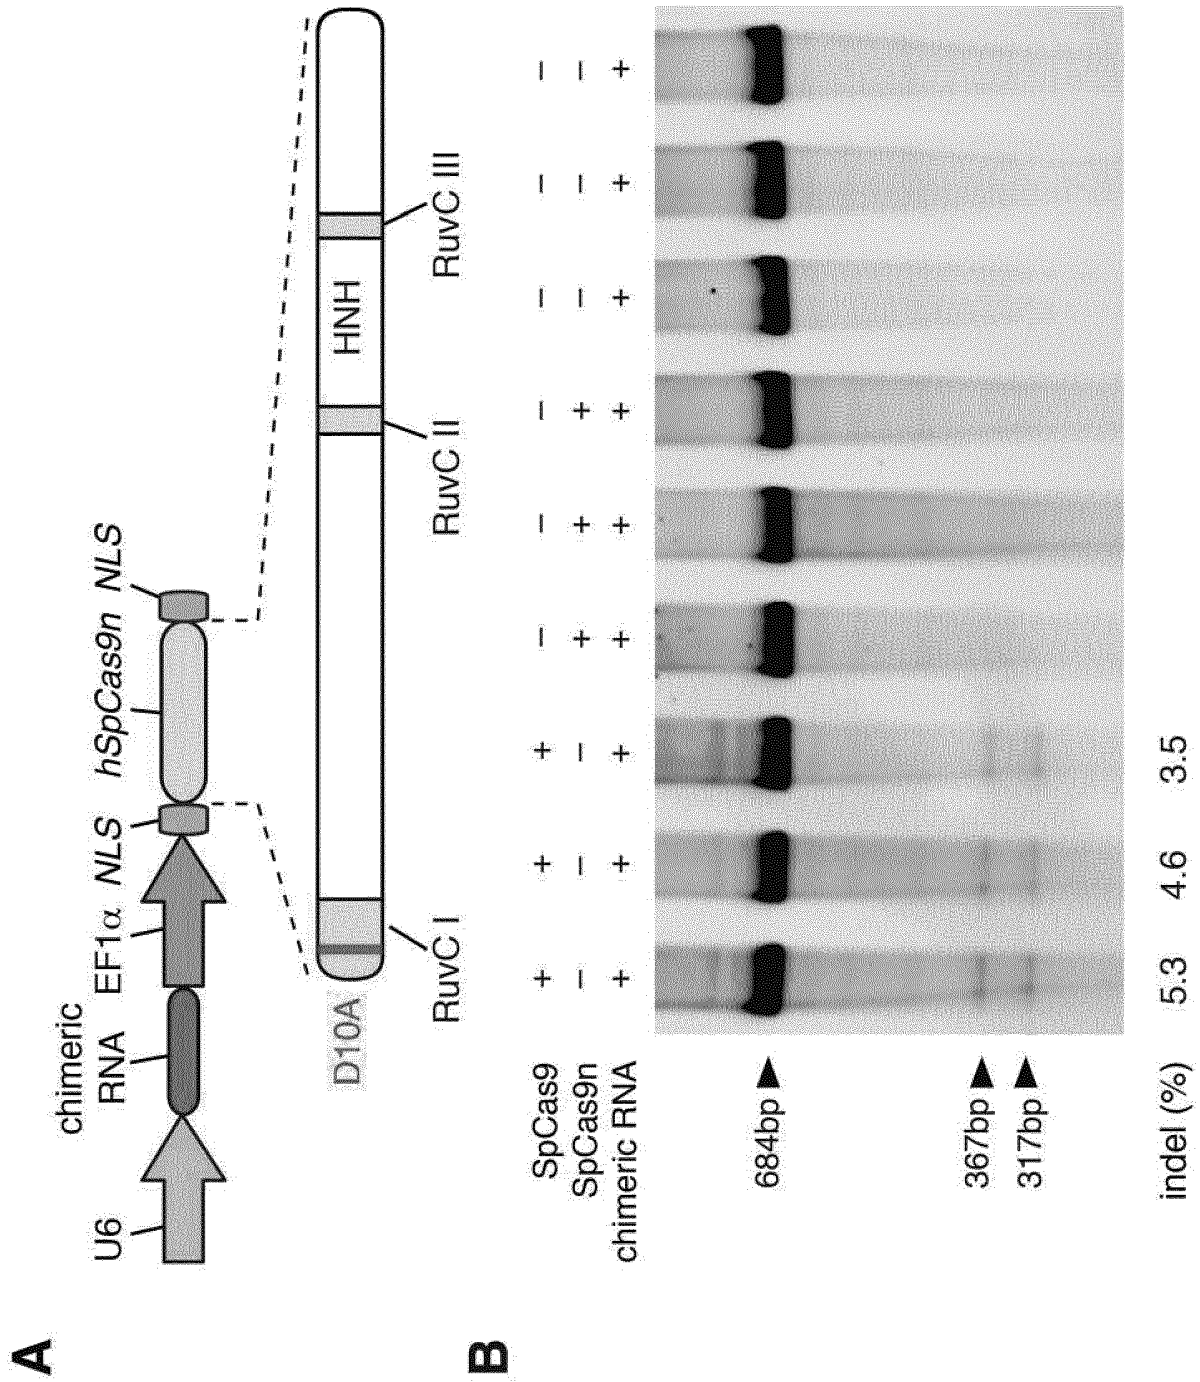 A
chimeric
U6 RNA EF1α NLS hSpCas9n NLS
D10A HNH
RuvC I RuvC II RuvC III
B
SpCas9 + + + – – – – – –
SpCas9n – – – + + + – – –
chimeric RNA + + + + + + + + +
684bp
367bp
317bp
indel (%) 5.3 4.6 3.5